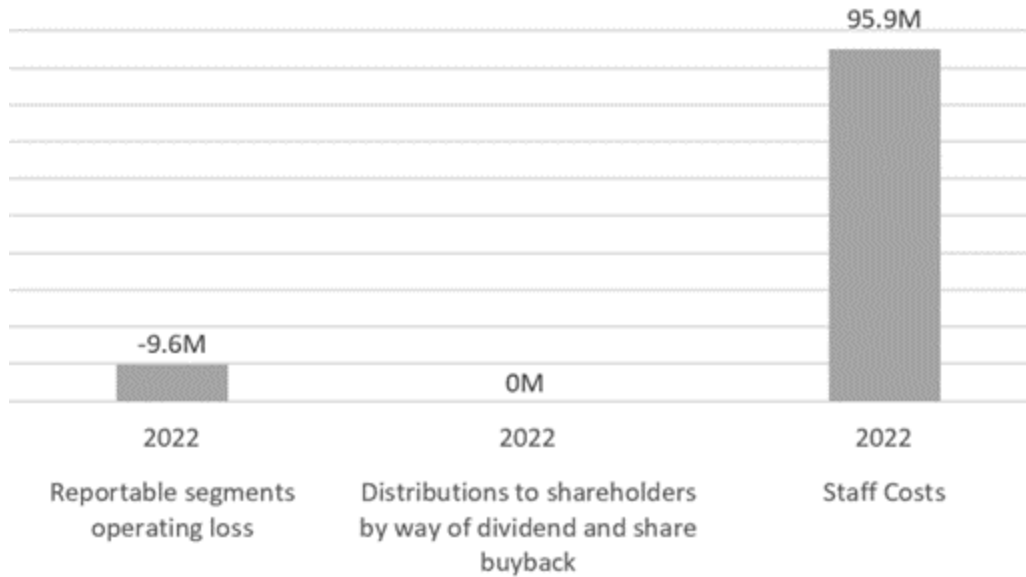 95.9M
-9.6M
0M
2022 2022 2022
Reportable segments operating loss
Distributions to shareholders by way of dividend and share buyback
Staff Costs